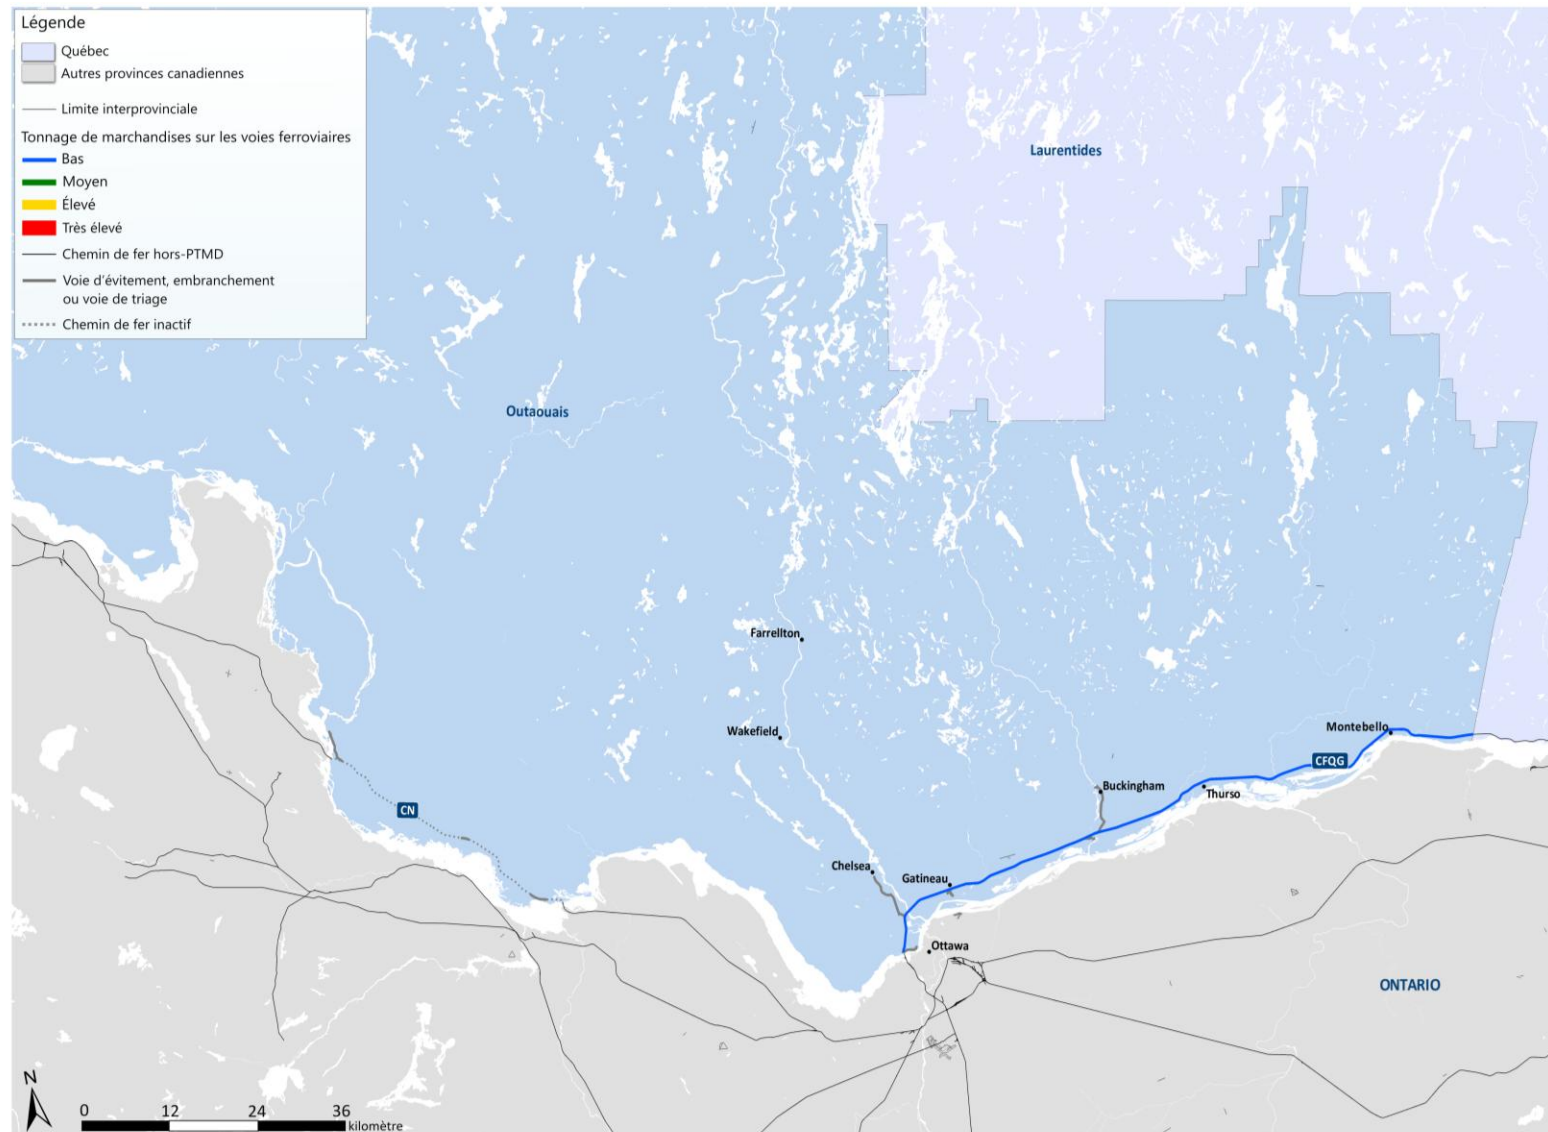 Légende
Québec
Autres provinces canadiennes
Limite interprovinciale
Tonnage de marchandises sur les voies ferroviaires
Bas
Moyen
Élevé
Très élevé
Chemin de fer hors-PTMD
Voie d'évitement, embranchement
ou voie de triage
Chemin de fer inactif
Laurentides
Outaouais
Farrellton
Wakefield
Montebello
CFQG
Buckingham
Thurso
CN
Chelsea
Gatineau
Ottawa
ONTARIO
N
0 12 24 36
kilomètre